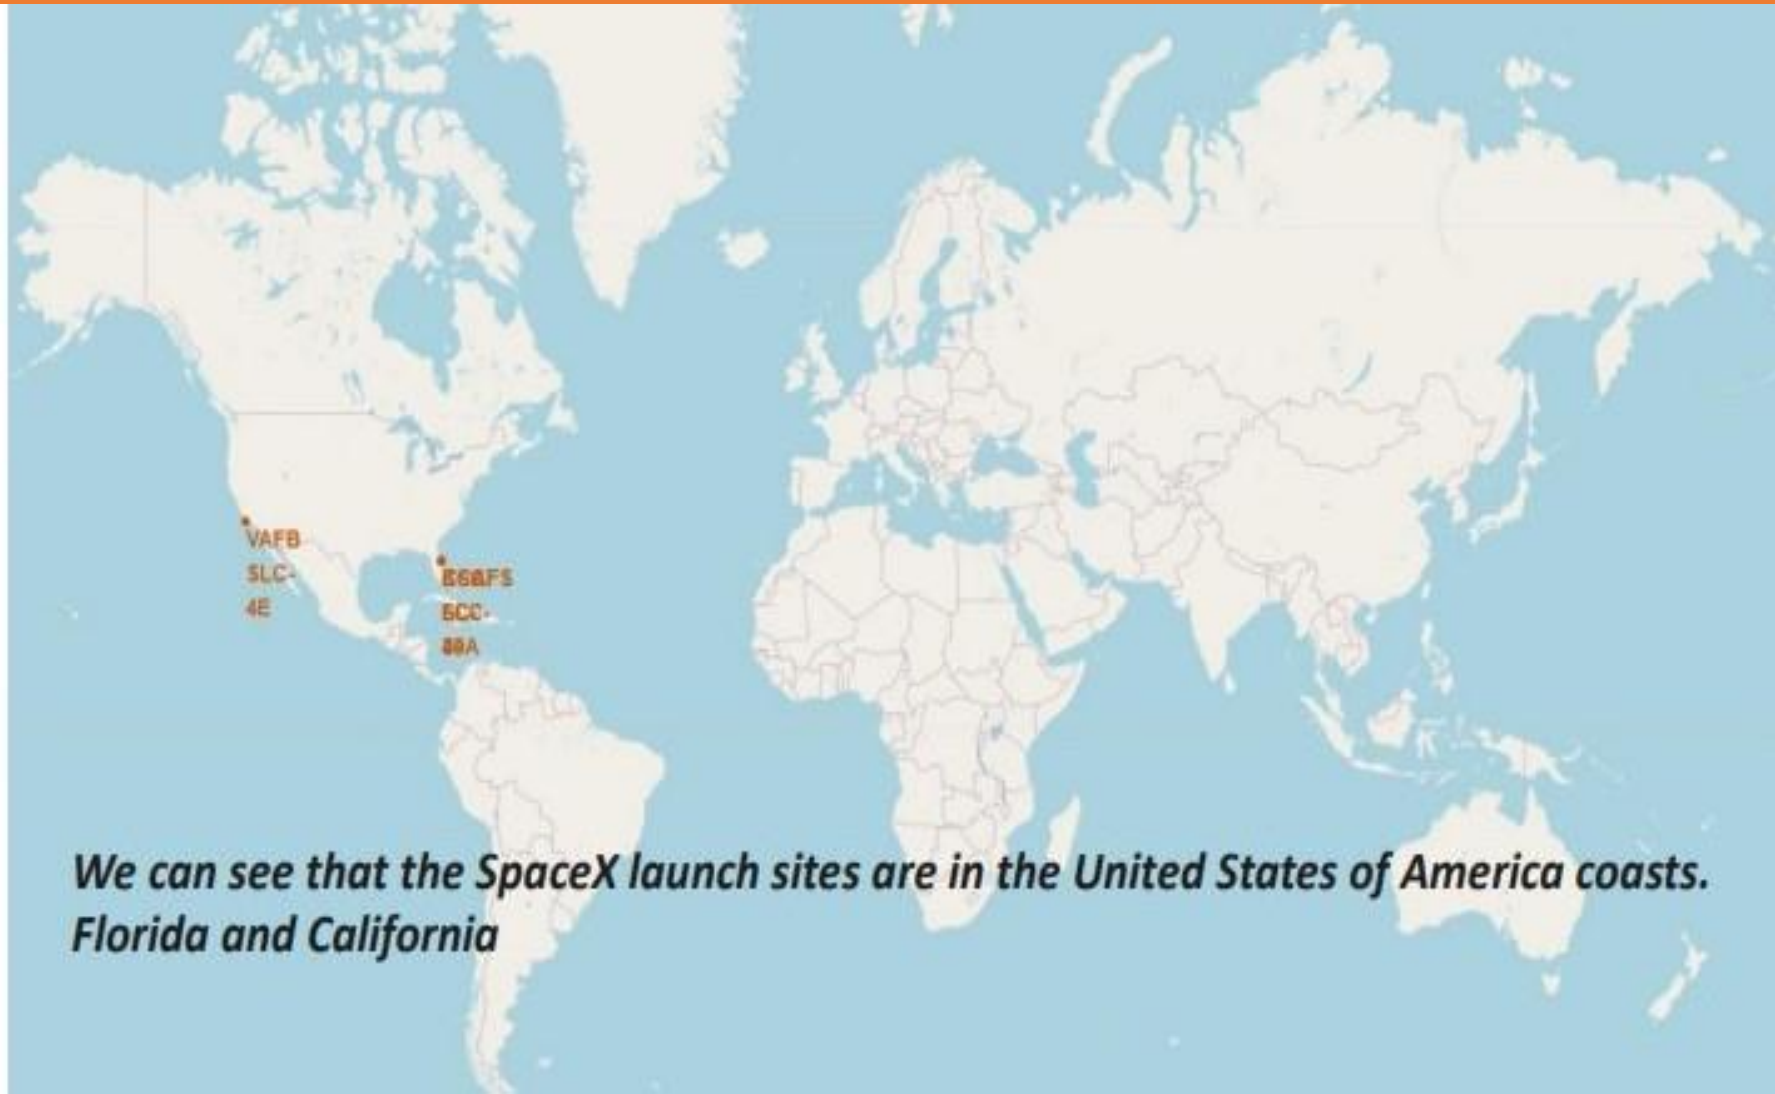 VAFB
SLC-
4E
We can see that the SpaceX launch sites are in the United States of America coasts.
Florida and California